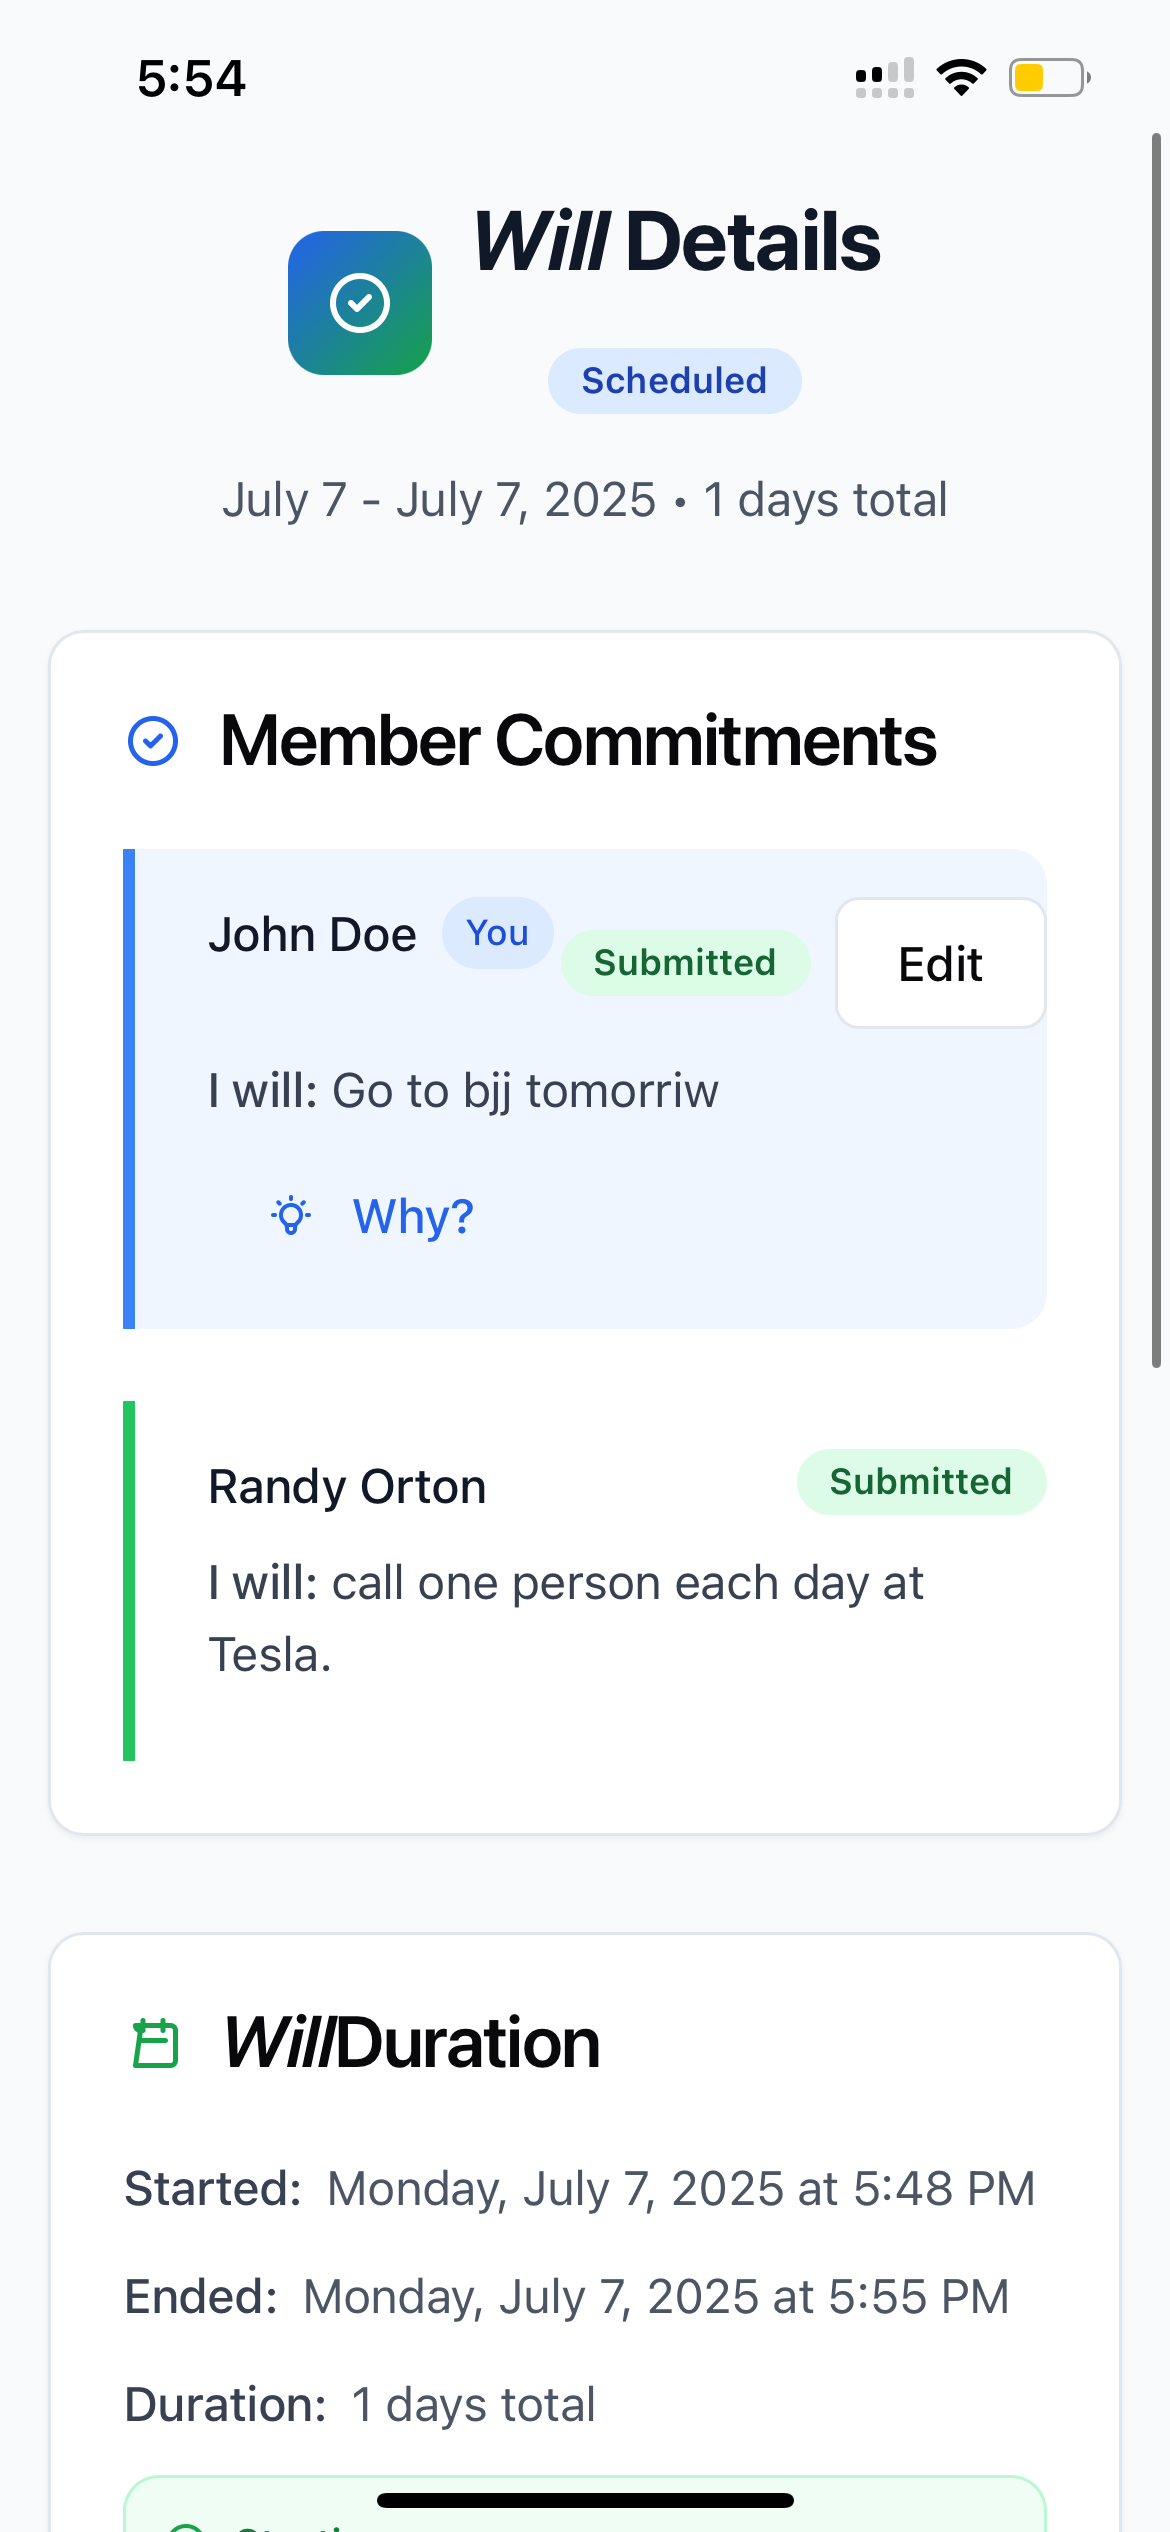 5:54
Will Details
Scheduled
July 7 - July 7, 2025 • 1 days total
Member Commitments
John Doe You Submitted Edit
I will: Go to bjj tomorriw
Why?
Randy Orton Submitted
I will: call one person each day at
Tesla.
WillDuration
Started: Monday, July 7, 2025 at 5:48 PM
Ended: Monday, July 7, 2025 at 5:55 PM
Duration: 1 days total